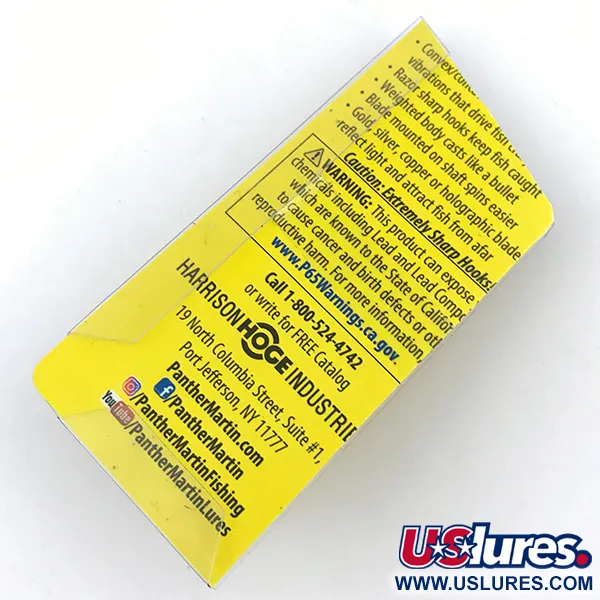 • Convex/
vibrations that drive fish
• Razor sharp hooks keep fish caught
• Weighted body casts like a bullet
• Blade mounted on shaft spins easier
• Gold, silver, copper or holographic blade
reflect light and attract fish from afar
Caution: Extremely Sharp Hooks!
WARNING: This product can expose
chemicals including Lead and Lead Compo
which are known to the State of Califo
to cause cancer and birth defects or ot
reproductive harm. For more information
www.P65Warnings.ca.gov.
Call 1-800-524-4742
or write for FREE Catalog
HARRISON HOGE INDUSTRIE
19 North Columbia Street, Suite #1,
Port Jefferson, NY 11777
PantherMartin.com
f/PantherMartin
/PantherMartinFishing
YouTube/PantherMartinLures
USlures.
WWW.USLURES.COM